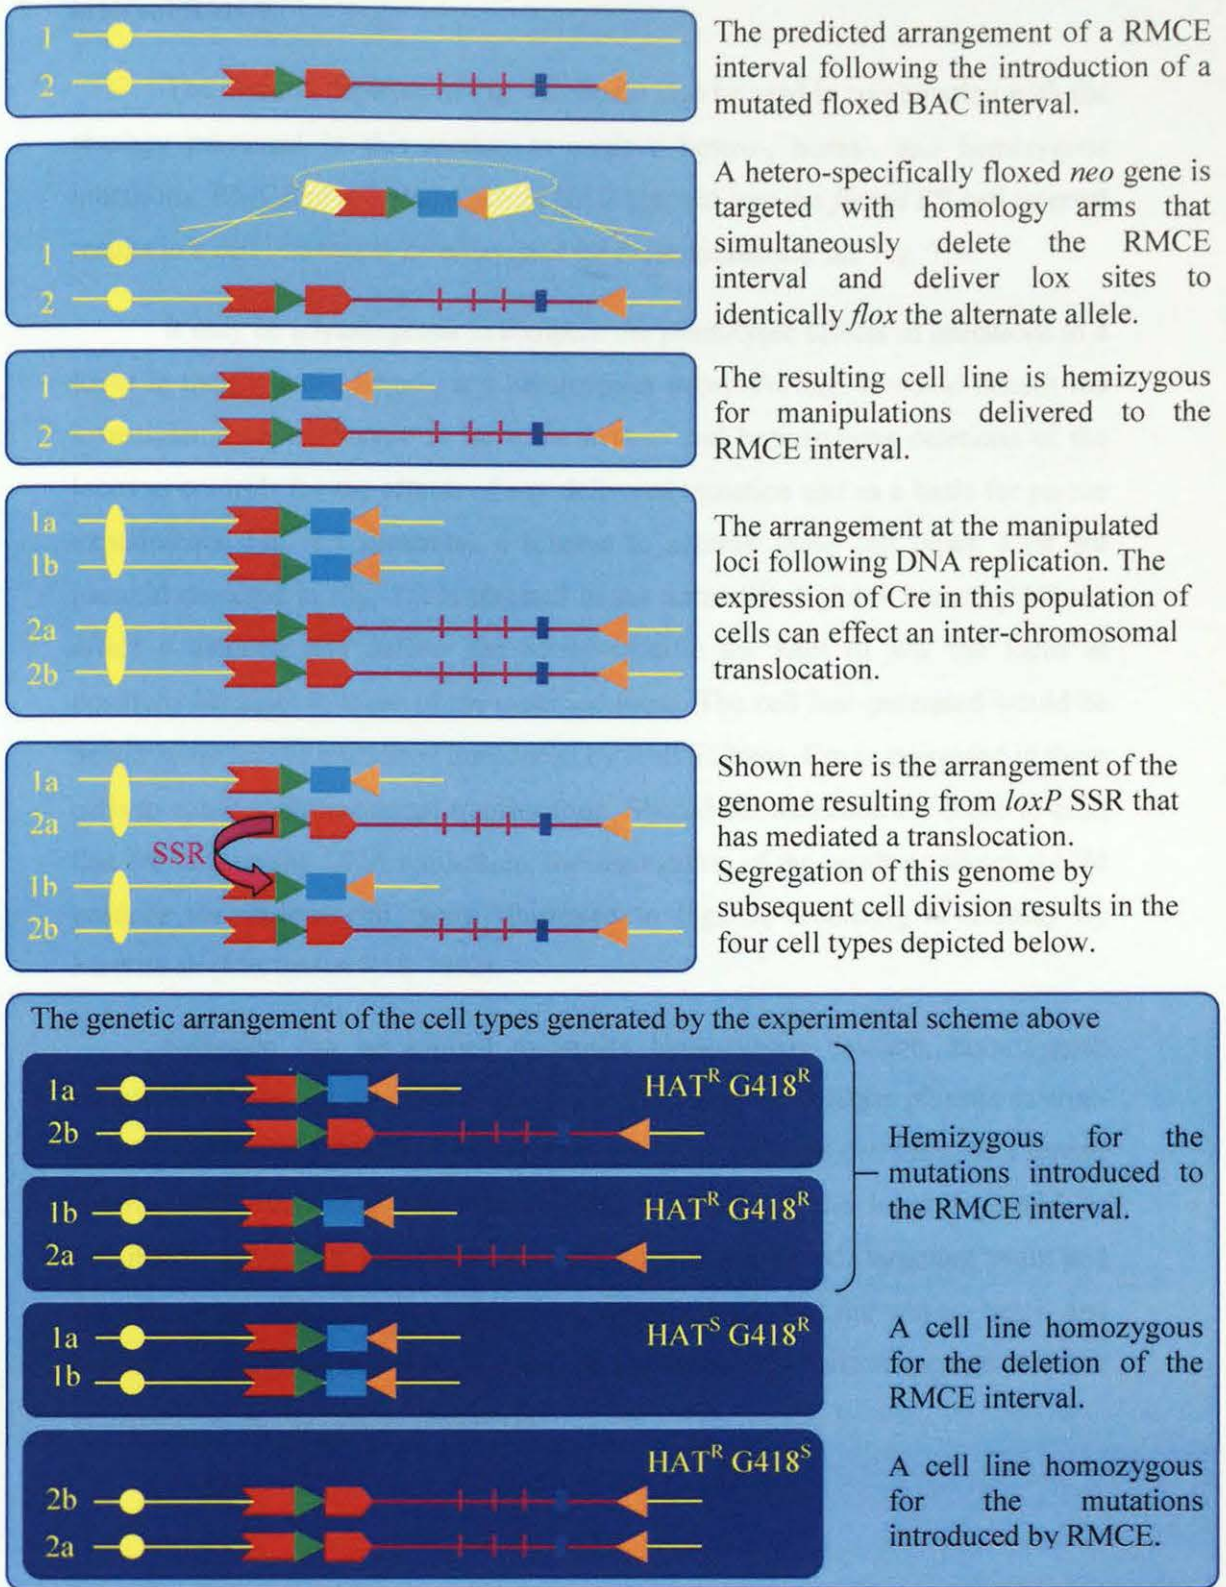 1
2
The predicted arrangement of a RMCE
interval following the introduction of a
mutated floxed BAC interval.
1
2
A hetero-specifically floxed neo gene is
targeted with homology arms that
simultaneously delete the RMCE
interval and deliver lox sites to
identically flox the alternate allele.
1
2
The resulting cell line is hemizygous
for manipulations delivered to the
RMCE interval.
1a
1b
2a
2b
The arrangement at the manipulated
loci following DNA replication. The
expression of Cre in this population of
cells can effect an inter-chromosomal
translocation.
1a
2a
SSR
1b
2b
Shown here is the arrangement of the
genome resulting from loxP SSR that
has mediated a translocation.
Segregation of this genome by
subsequent cell division results in the
four cell types depicted below.
The genetic arrangement of the cell types generated by the experimental scheme above
1a
2b
HATᴿ G418ᴿ
1b
2a
HATᴿ G418ᴿ
Hemizygous for the
mutations introduced to
the RMCE interval.
1a
1b
HATˢ G418ᴿ
A cell line homozygous
for the deletion of the
RMCE interval.
2b
2a
HATᴿ G418ˢ
A cell line homozygous
for the mutations
introduced by RMCE.